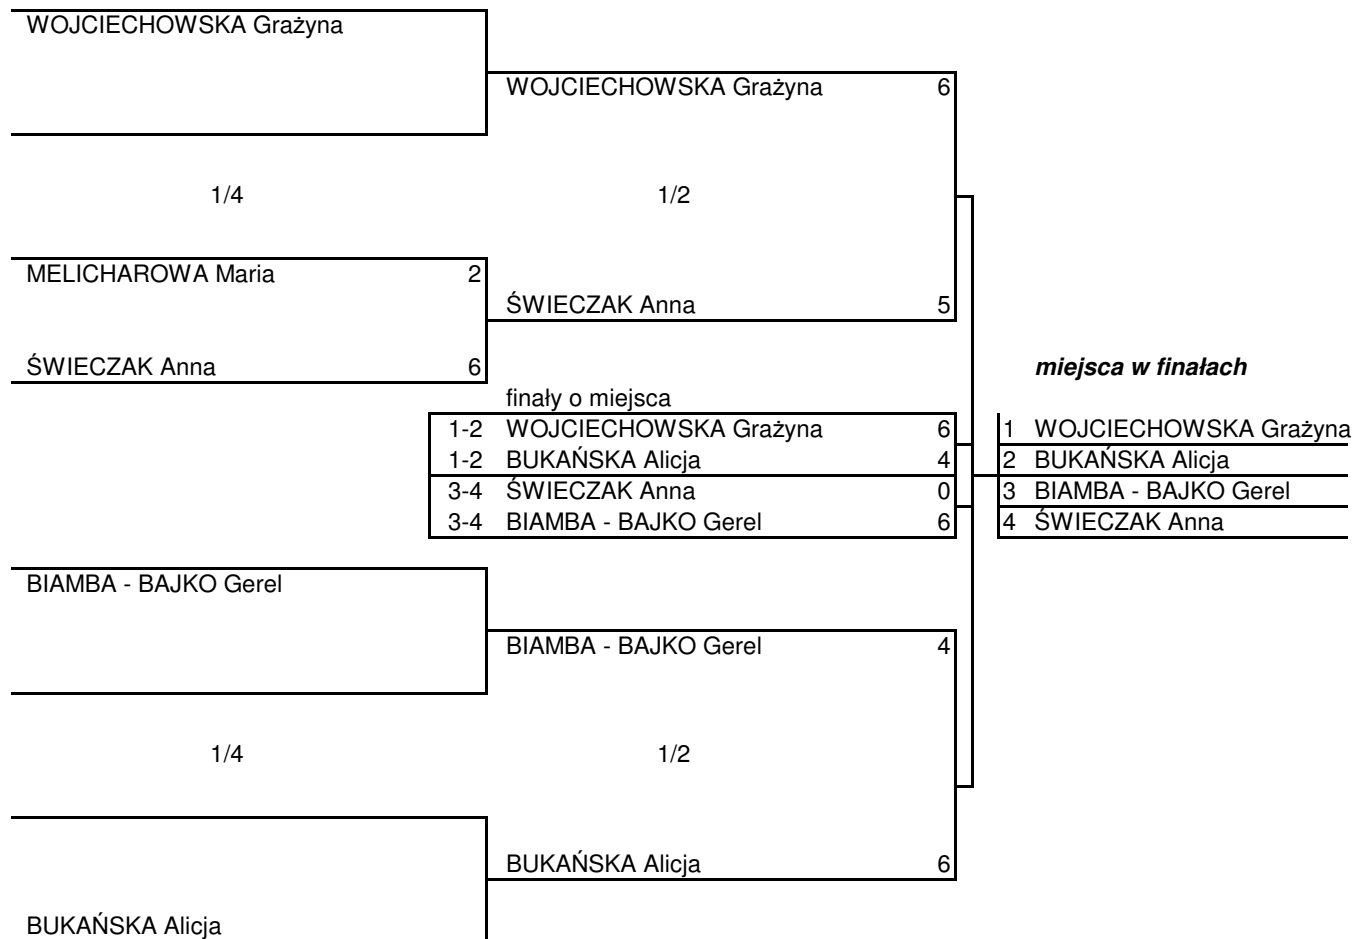 WOJCIECHOWSKA Grażyna
WOJCIECHOWSKA Grażyna 6
1/4 1/2
MELICHAROWA Maria 2
ŚWIECZAK Anna 5
ŚWIECZAK Anna 6 miejsca w finałach
finały o miejsca
1-2 WOJCIECHOWSKA Grażyna 6 1 WOJCIECHOWSKA Grażyna
1-2 BUKAŃSKA Alicja 4 2 BUKAŃSKA Alicja
3-4 ŚWIECZAK Anna 0 3 BIAMBA - BAJKO Gerel
3-4 BIAMBA - BAJKO Gerel 6 4 ŚWIECZAK Anna
BIAMBA - BAJKO Gerel
BIAMBA - BAJKO Gerel 4
1/4 1/2
BUKAŃSKA Alicja 6
BUKAŃSKA Alicja